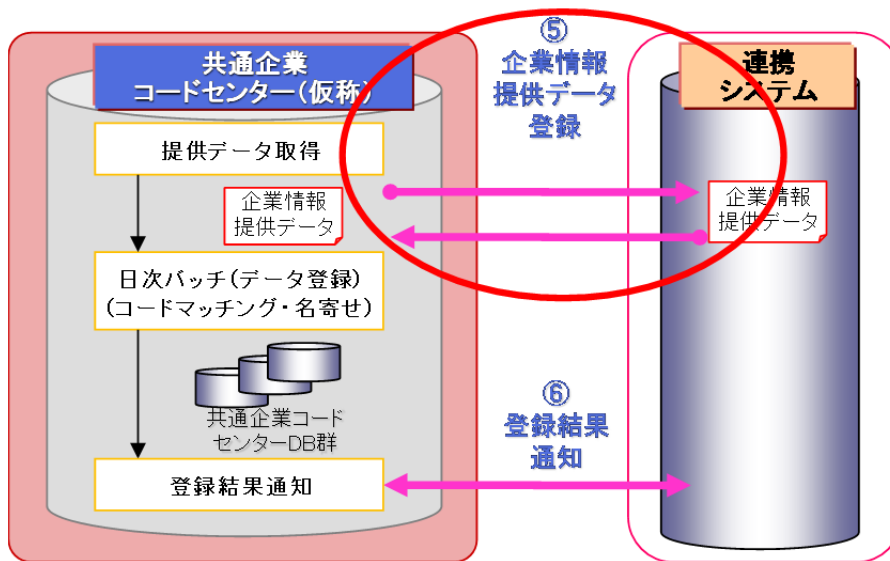 共通企業
コードセンター(仮称)
提供データ取得
企業情報
提供データ
日次バッチ(データ登録)
(コードマッチング・名寄せ)
共通企業コード
センターDB群
登録結果通知
⑤
企業情報
提供データ
登録
⑥
登録結果
通知
連携
システム
企業情報
提供データ